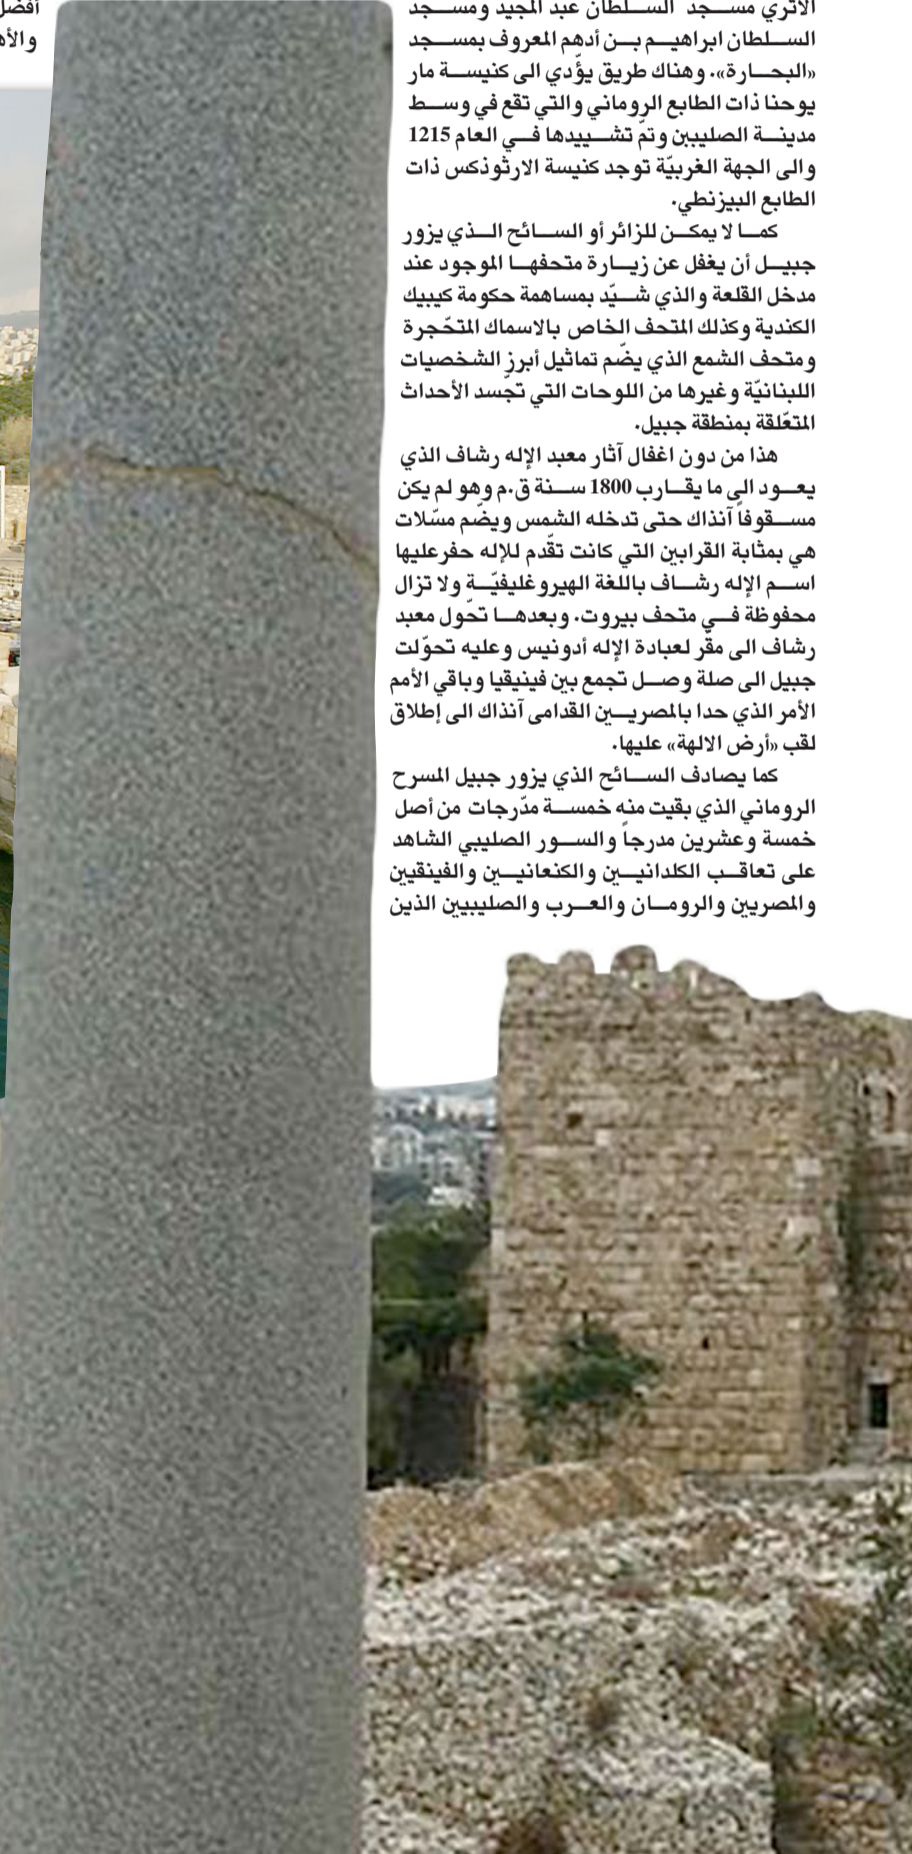 الأثري مسجد السلطان عبد المجيد ومسجد
السلطان ابراهيم بن أدهم المعروف بمسجد
«البحارة». وهناك طريق يؤدي الى كنيسة مار
يوحنا ذات الطابع الروماني والتي تقع في وسط
مدينة الصليبن وتمّ تشييدها في العام 1215
والى الجهة الغربيّة توجد كنيسة الارثوذكس ذات
الطابع البيزنطي.
كما لا يمكن للزائر أو السائح الذي يزور
جبيل أن يغفل عن زيارة متحفها الموجود عند
مدخل القلعة والذي شيّد بمساهمة حكومة كيبيك
الكندية وكذلك المتحف الخاص بالاسماك المتحّجرة
ومتحف الشمع الذي يضّم تماثيل أبرز الشخصيات
اللبنانيّة وغيرها من اللوحات التي تجّسد الأحداث
المتعّلقة بمنطقة جبيل.
هذا من دون اغفال آثار معبد الإله رشاف الذي
يعود الى ما يقارب 1800 سنة ق.م وهو لم يكن
مسقوفاً آنذاك حتى تدخله الشمس ويضّم مسّلات
هي بمثابة القرابين التي كانت تقّدم للإله حفرعليها
اسم الإله رشاف باللغة الهيروغليفيّة ولا تزال
محفوظة في متحف بيروت. وبعدها تحّول معبد
رشاف الى مقّر لعبادة الإله أدونيس وعليه تحوّلت
جبيل الى صلة وصل تجمع بين فينيقيا وباقي الأمم
الأمر الذي حدا بالمصريين القدامى آنذاك الى إطلاق
لقب «أرض الالهة» عليها.
كما يصادف السائح الذي يزور جبيل المسرح
الروماني الذي بقيت منه خمسة مدّرجات من أصل
خمسة وعشرين مدرجاً والسور الصليبي الشاهد
على تعاقب الكلدانيين والكنعانيين والفينقيين
والمصريين والرومان والعرب والصليبيين الذين